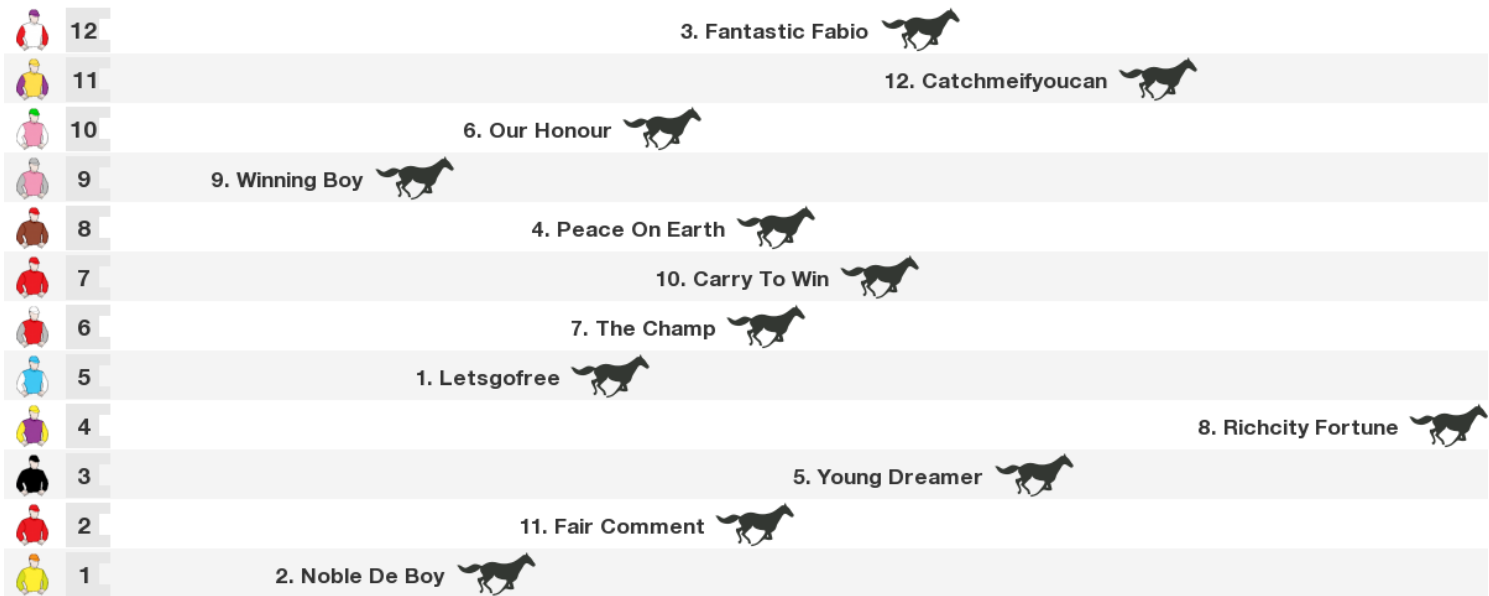 12 3. Fantastic Fabio
11 12. Catchmeifyoucan
10 6. Our Honour
9 9. Winning Boy
8 4. Peace On Earth
7 10. Carry To Win
6 7. The Champ
5 1. Letsgofree
4 8. Richcity Fortune
3 5. Young Dreamer
2 11. Fair Comment
1 2. Noble De Boy